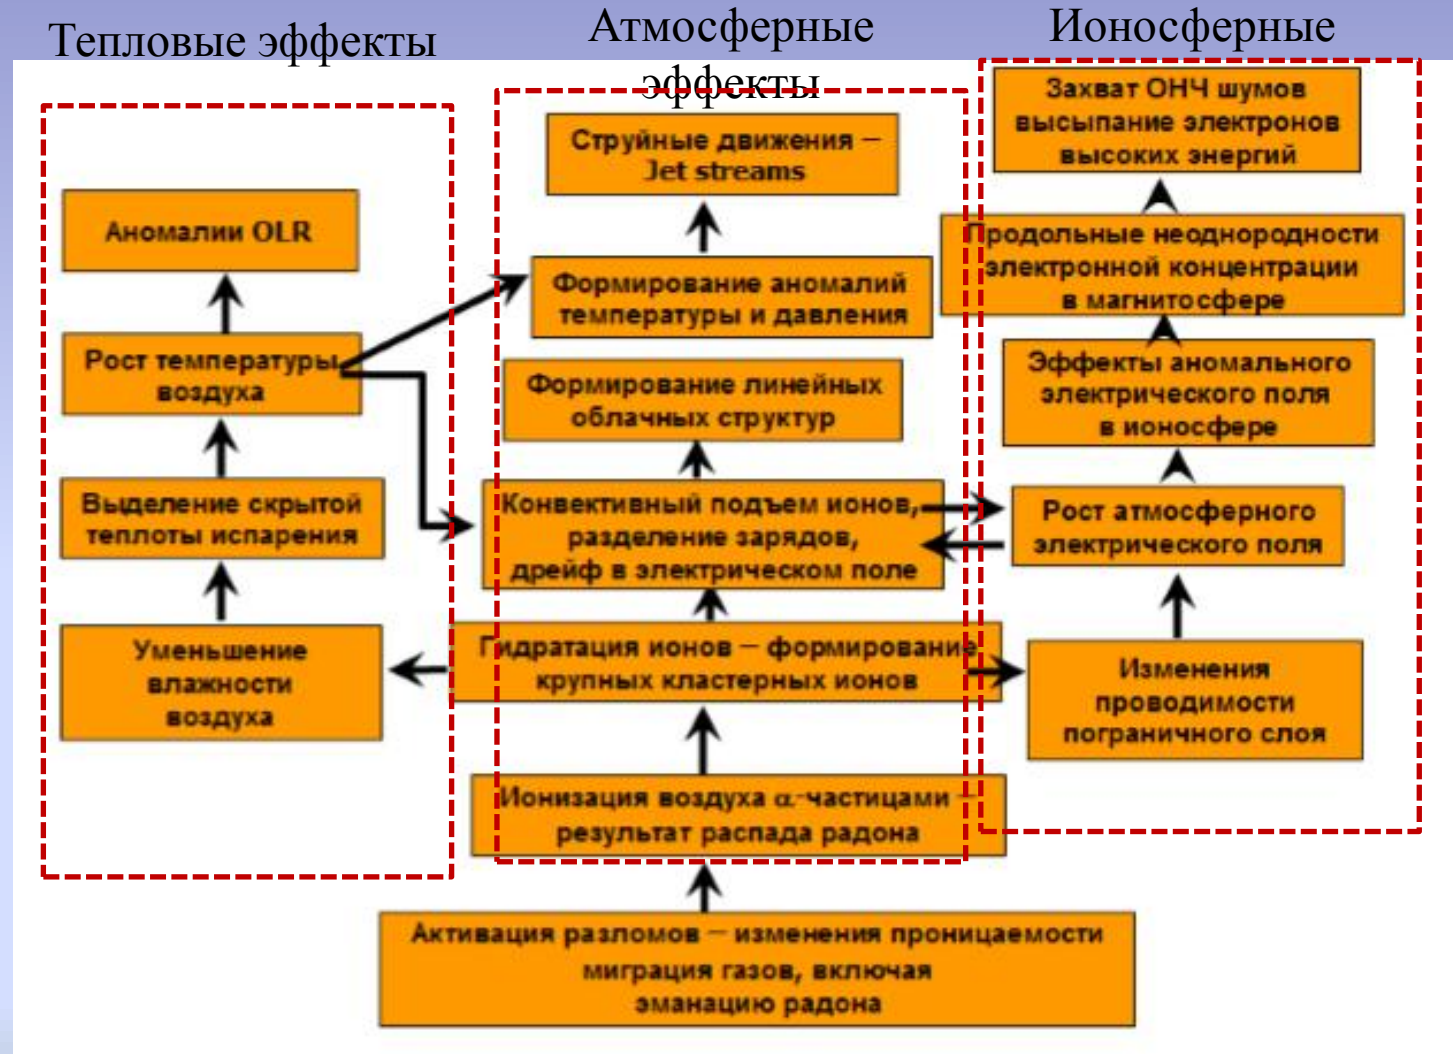 Тепловые эффекты
Атмосферные
эффекты
Ионосферные
Аномалии OLR
Рост температуры
воздуха
Выделение скрытой
теплоты испарения
Уменьшение
влажности
воздуха
Струйные движения –
Jet streams
Формирование аномалий
температуры и давления
Формирование линейных
облачных структур
Конвективный подъем ионов,
разделение зарядов,
дрейф в электрическом поле
Гидратация ионов – формирование
крупных кластерных ионов
Ионизация воздуха α-частицами –
результат распада радона
Захват ОНЧ шумов
высыпание электронов
высоких энергий
Продольные неоднородности
электронной концентрации
в магнитосфере
Эффекты аномального
электрического поля
в ионосфере
Рост атмосферного
электрического поля
Изменения
проводимости
пограничного слоя
Активация разломов – изменения проницаемости
миграция газов, включая
эманацию радона